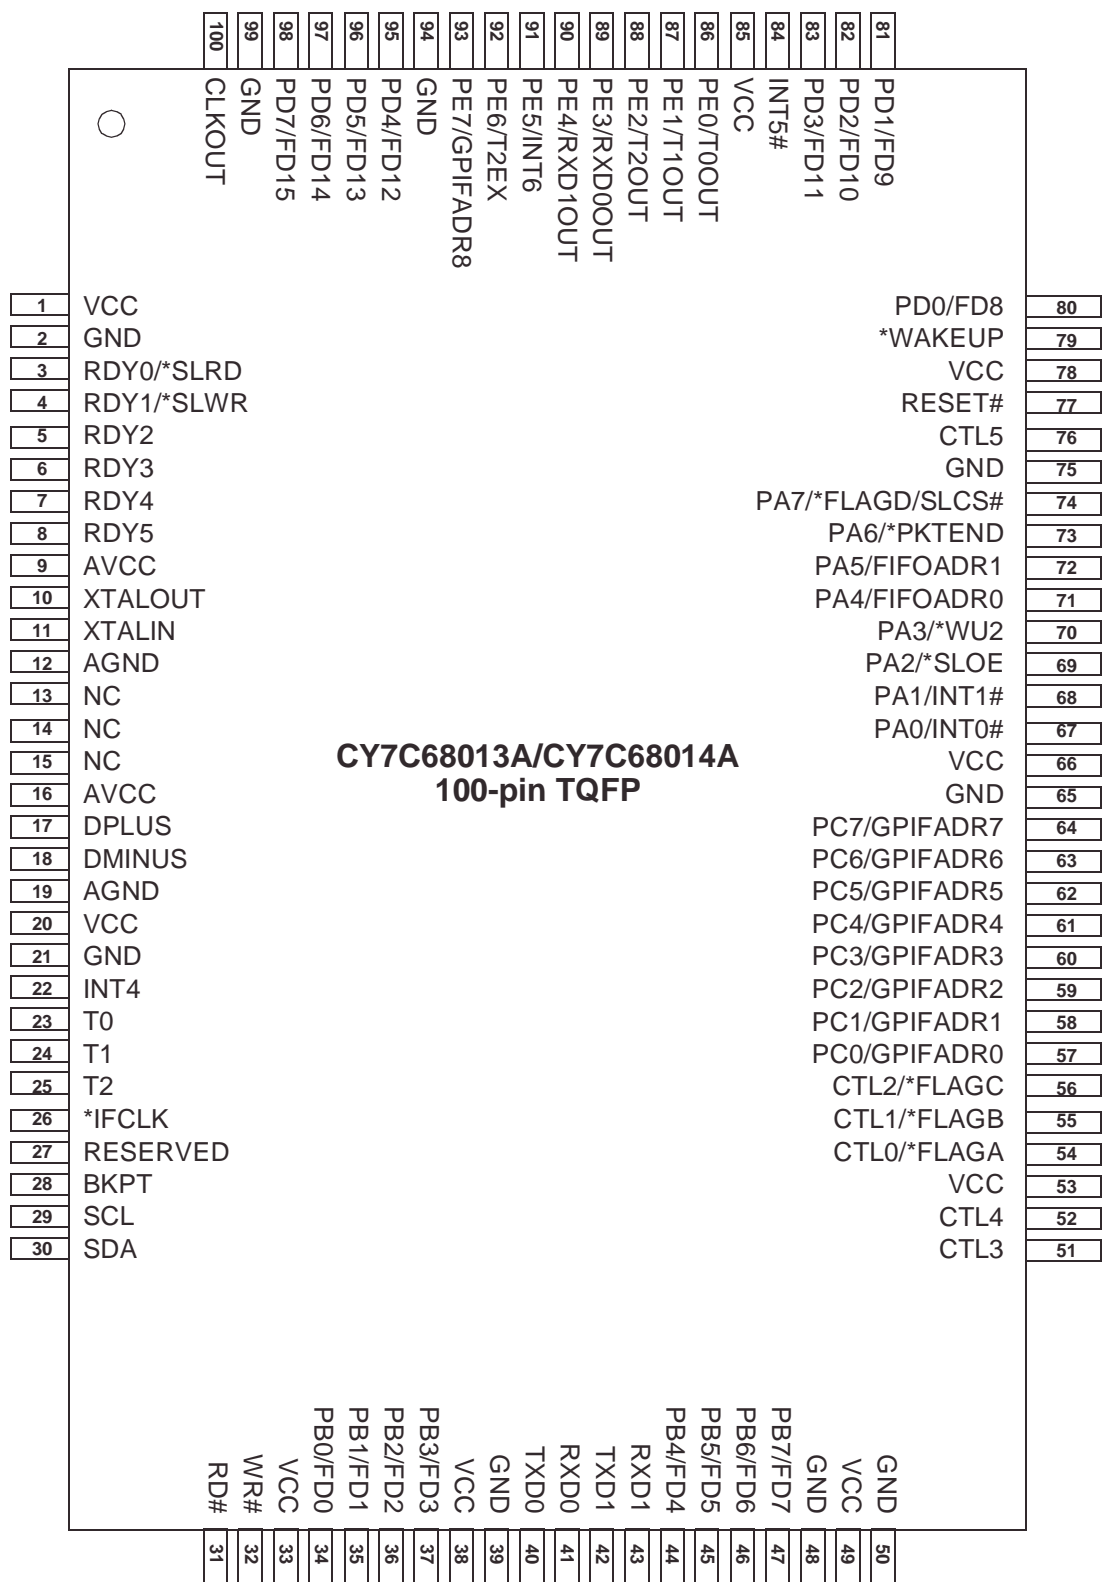 100 99 98 97 96 95 94 93 92 91 90 89 88 87 86 85 84 83 82 81
CLKOUT
GND
PD7/FD15
PD6/FD14
PD5/FD13
PD4/FD12
GND
PE7/GPIFADR8
PE6/T2EX
PE5/INT6
PE4/RXD1OUT
PE3/RXD0OUT
PE2/T2OUT
PE1/T1OUT
PE0/T0OUT
VCC
INT5#
PD3/FD11
PD2/FD10
PD1/FD9
1 VCC PD0/FD8 80
2 GND *WAKEUP 79
3 RDY0/*SLRD VCC 78
4 RDY1/*SLWR RESET# 77
5 RDY2 CTL5 76
6 RDY3 GND 75
7 RDY4 PA7/*FLAGD/SLCS# 74
8 RDY5 PA6/*PKTEND 73
9 AVCC PA5/FIFOADR1 72
10 XTALOUT PA4/FIFOADR0 71
11 XTALIN PA3/*WU2 70
12 AGND PA2/*SLOE 69
13 NC PA1/INT1# 68
14 NC PA0/INT0# 67
15 NC CY7C68013A/CY7C68014A VCC 66
16 AVCC 100-pin TQFP GND 65
17 DPLUS PC7/GPIFADR7 64
18 DMINUS PC6/GPIFADR6 63
19 AGND PC5/GPIFADR5 62
20 VCC PC4/GPIFADR4 61
21 GND PC3/GPIFADR3 60
22 INT4 PC2/GPIFADR2 59
23 T0 PC1/GPIFADR1 58
24 T1 PC0/GPIFADR0 57
25 T2 CTL2/*FLAGC 56
26 *IFCLK CTL1/*FLAGB 55
27 RESERVED CTL0/*FLAGA 54
28 BKPT VCC 53
29 SCL CTL4 52
30 SDA CTL3 51
RD#
WR#
VCC
PB0/FD0
PB1/FD1
PB2/FD2
PB3/FD3
VCC
GND
TXD0
RXD0
TXD1
RXD1
PB4/FD4
PB5/FD5
PB6/FD6
PB7/FD7
GND
VCC
GND
31 32 33 34 35 36 37 38 39 40 41 42 43 44 45 46 47 48 49 50